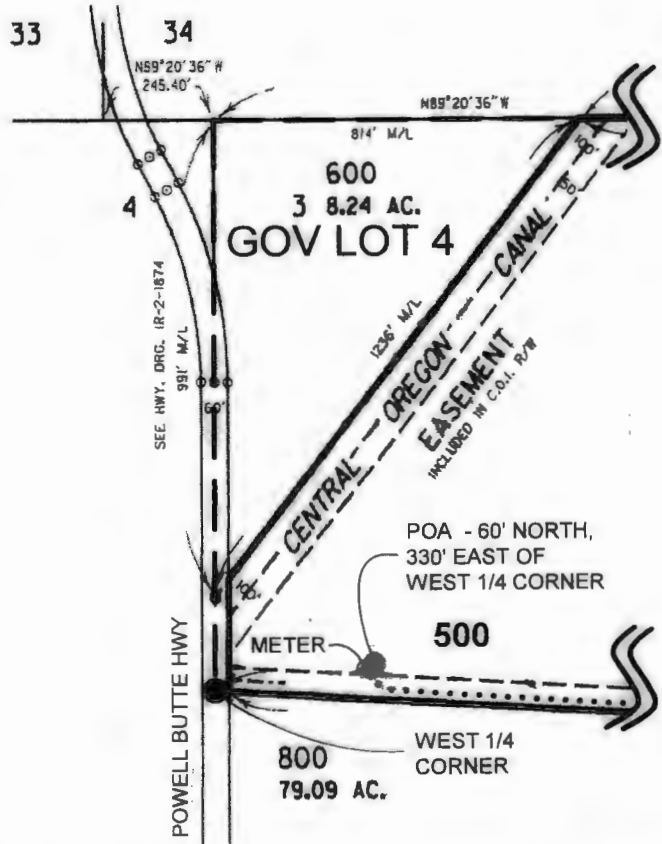 33
34
N89°20'36" W
245.40'
N89°20'36" W
814' M/L
600
3 8.24 AC.
4
GOV LOT 4
100'
50'
SEE HWY. DRG. 1R-2-1874
991' M/L
60'
1236' M/L
CENTRAL OREGON CANAL
EASEMENT
INCLUDED IN C.O.I. R/W
100'
POA - 60' NORTH,
330' EAST OF
WEST 1/4 CORNER
METER
500
POWELL BUTTE HWY
WEST 1/4
CORNER
800
79.09 AC.